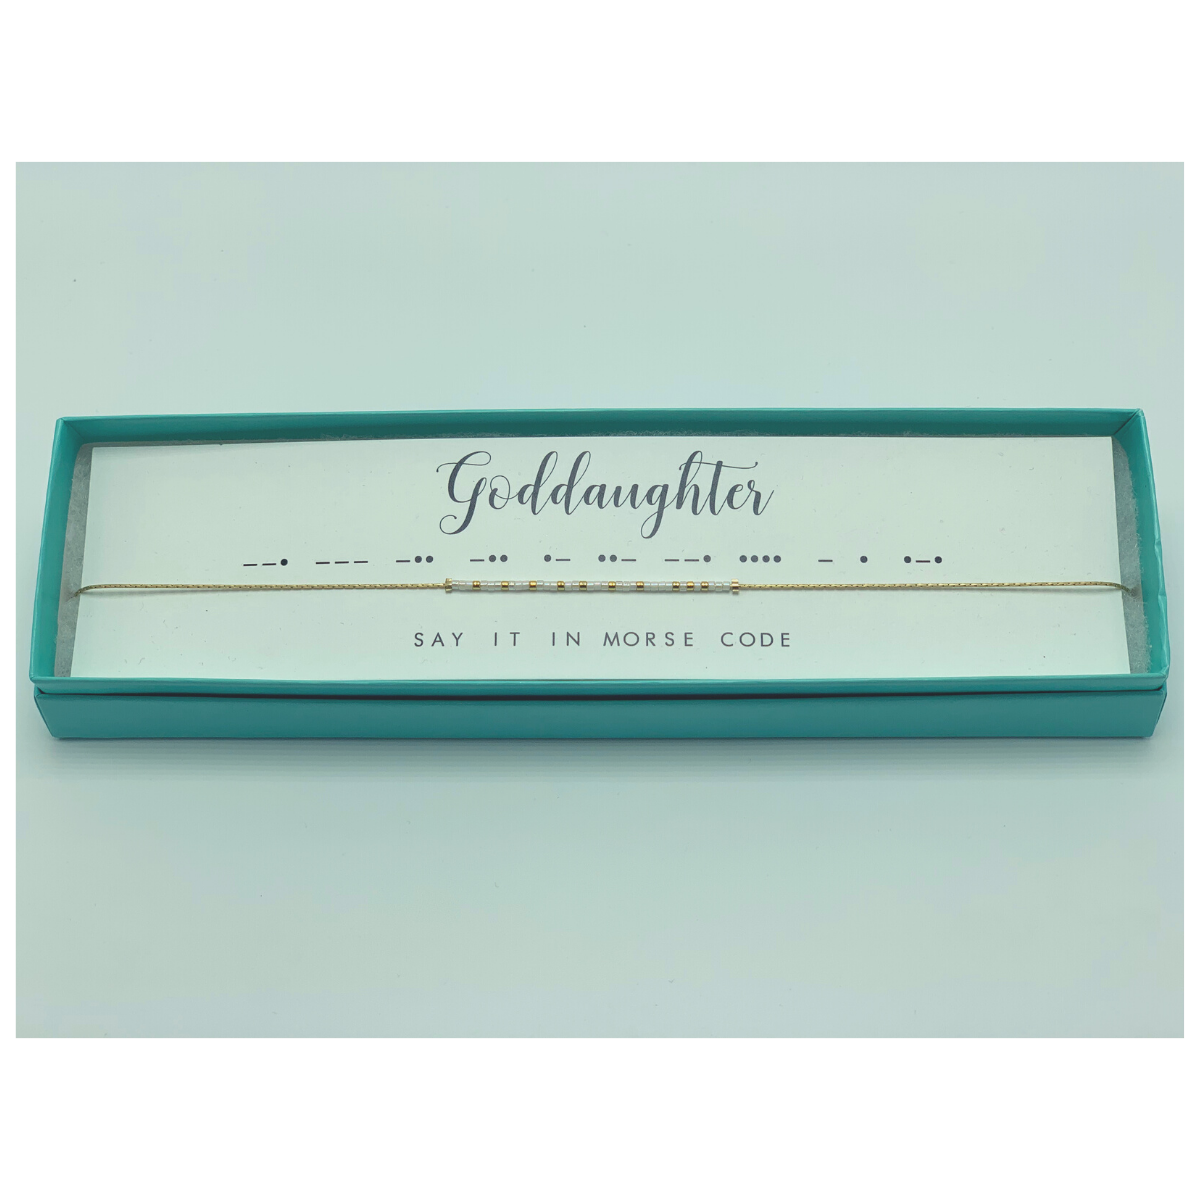 Goddaughter
——• ——— —•• —•• •— ••— ——• •••• — • •—•
SAY IT IN MORSE CODE